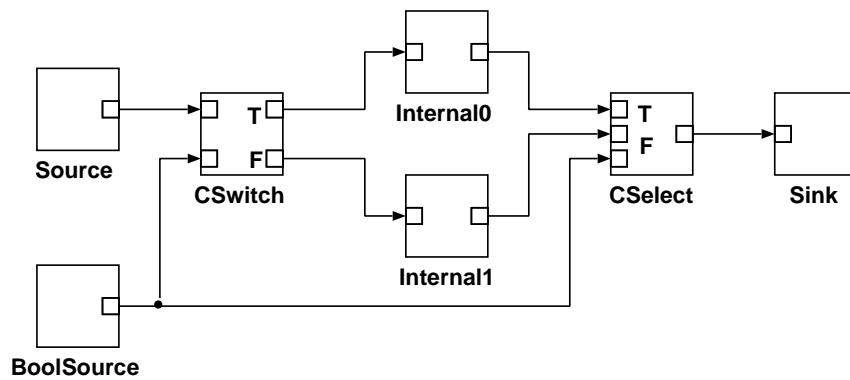 Internal0
T
T
F
F
Source
CSwitch
CSelect
Sink
Internal1
BoolSource